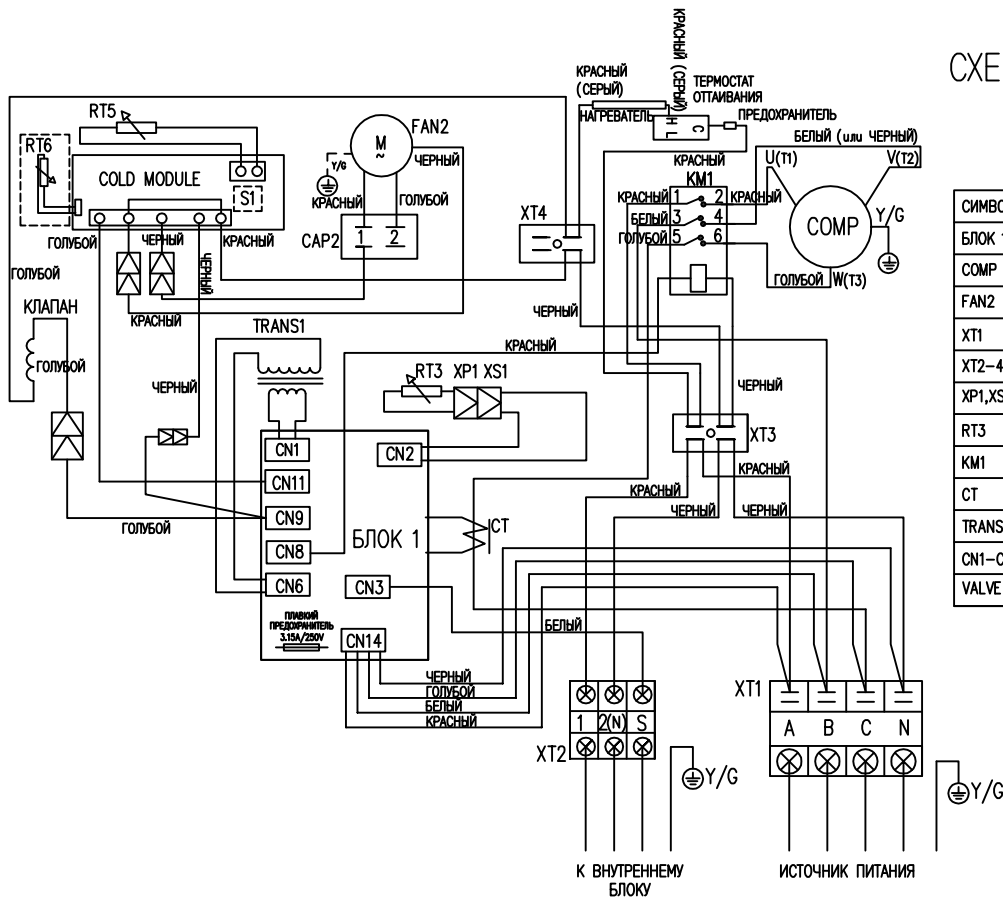 СХЕ
КРАСНЫЙ (СЕРЫЙ)
КРАСНЫЙ
(СЕРЫЙ)
ТЕРМОСТАТ
ОТТАИВАНИЯ
НАГРЕВАТЕЛЬ
H L
C
ПРЕДОХРАНИТЕЛЬ
БЕЛЫЙ (или ЧЕРНЫЙ)
КРАСНЫЙ
KM1
U(T1)
V(T2)
COMP
Y/G
W(T3)
ГОЛУБОЙ
КРАСНЫЙ 1 2 КРАСНЫЙ
БЕЛЫЙ 3 4
ГОЛУБОЙ 5 6
RT5
RT6
COLD MODULE
S1
M
~
FAN2
Y/G
ЧЕРНЫЙ
КРАСНЫЙ
ГОЛУБОЙ
CAP2
1 2
XT4
ГОЛУБОЙ
ЧЕРНЫЙ
КРАСНЫЙ
ЧЕРНЫЙ
ГОЛУБОЙ
КЛАПАН
ГОЛУБОЙ
КРАСНЫЙ
TRANS1
ЧЕРНЫЙ
КРАСНЫЙ
ЧЕРНЫЙ
RT3 XP1 XS1
ЧЕРНЫЙ
XT3
КРАСНЫЙ
КРАСНЫЙ
ЧЕРНЫЙ
ЧЕРНЫЙ
CN1
CN2
CN11
CN9
CN8
CN6
CN3
CN14
БЛОК 1
CT
ГОЛУБОЙ
ПЛАВКИЙ
ПРЕДОХРАНИТЕЛЬ
3.15A/250V
БЕЛЫЙ
ЧЕРНЫЙ
ГОЛУБОЙ
БЕЛЫЙ
КРАСНЫЙ
1 2(N) S
XT2
Y/G
К ВНУТРЕННЕМУ
БЛОКУ
XT1
A B C N
Y/G
ИСТОЧНИК ПИТАНИЯ
СИМВО
БЛОК 1
COMP
FAN2
XT1
XT2-4
XP1,XS
RT3
KM1
CT
TRANS
CN1-C
VALVE